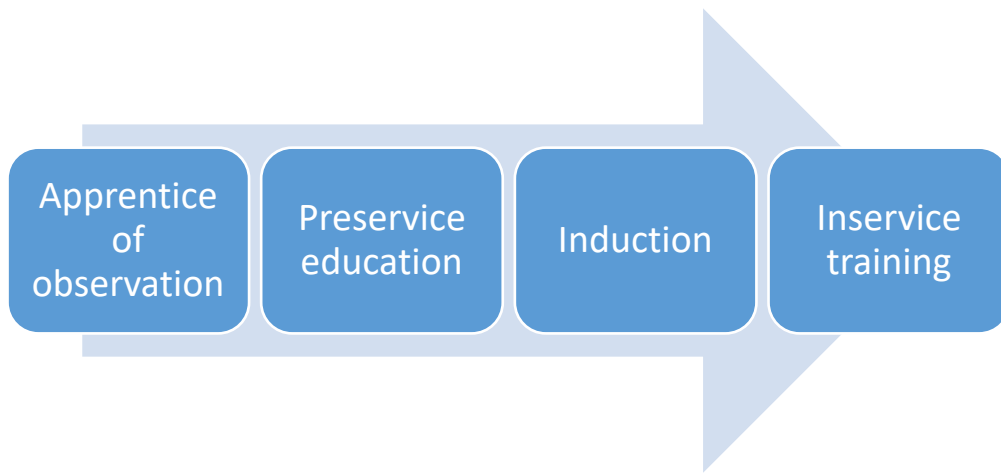 Apprentice
of
observation
Preservice
education
Induction
Inservice
training